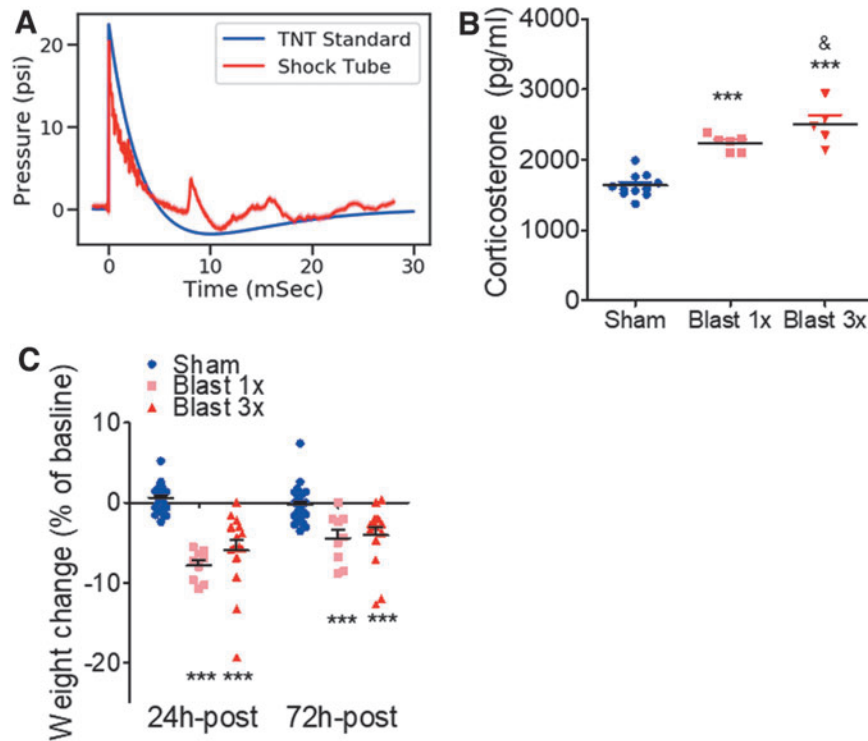 A
TNT Standard
Shock Tube
Pressure (psi)
20
10
0
0
10
20
30
Time (mSec)
B
Corticosterone (pg/ml)
4000
3000
2000
1000
0
&
***
***
Sham
Blast 1x
Blast 3x
C
Sham
Blast 1x
Blast 3x
Weight change (% of basline)
10
0
-10
-20
***
***
***
***
24h-post
72h-post